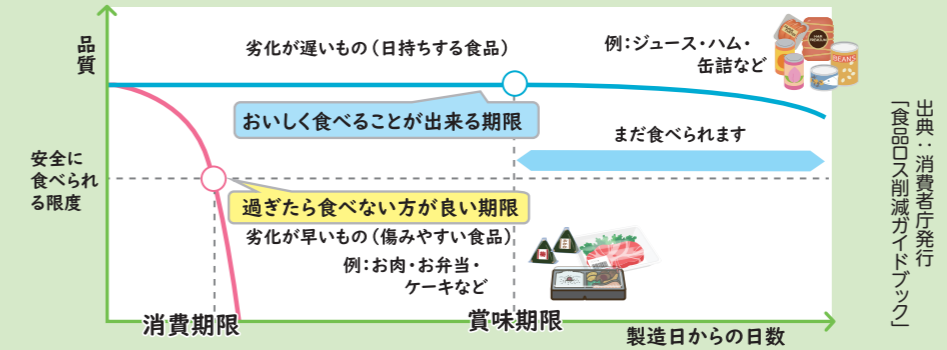 品質
劣化が遅いもの（日持ちする食品）
例：ジュース・ハム・
缶詰など
BEANS
おいしく食べることが出来る期限
まだ食べられます
安全に
食べられ
る限度
過ぎたら食べない方が良い期限
劣化が早いもの（傷みやすい食品）
例：お肉・お弁当・
ケーキなど
消費期限
賞味期限
製造日からの日数
出典：消費者庁発行
「食品ロス削減ガイドブック」